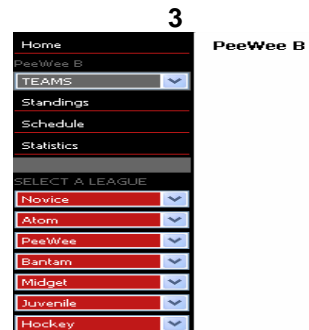 3
Home
PeeWee B
PeeWee B
TEAMS
Standings
Schedule
Statistics
SELECT A LEAGUE
Novice
Atom
PeeWee
Bantam
Midget
Juvenile
Hockey